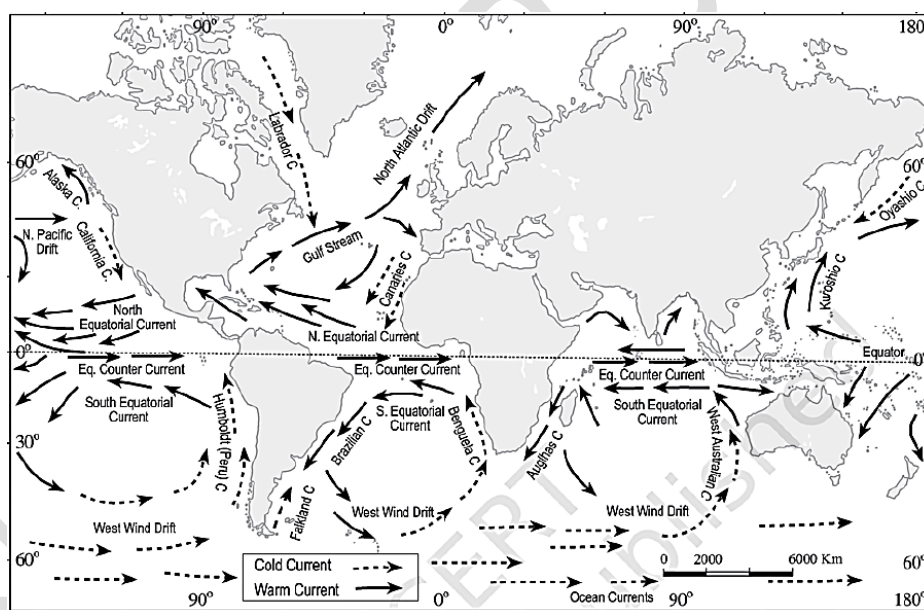 90°
0°
90°
180°
60°
Labrador C.
North Atlantic Drift
60°
Alaska C.
Oyashio C.
N. Pacific
Drift
California C.
Gulf Stream
Canaries C
Kuroshio C.
North
Equatorial Current
N. Equatorial Current
0°
Equator
0°
Eq. Counter Current
Eq. Counter Current
Eq. Counter Current
South Equatorial
Current
S. Equatorial
Current
South Equatorial
Current
Humboldt (Peru) C
Brazilian C
Benguela C
Auglhas C
West Australian C
30°
30°
Falkland C
West Wind Drift
West Wind Drift
West Wind Drift
60°
60°
Cold Current
Warm Current
0 2000 6000 Km
Ocean Currents
90°
0
90°
180°